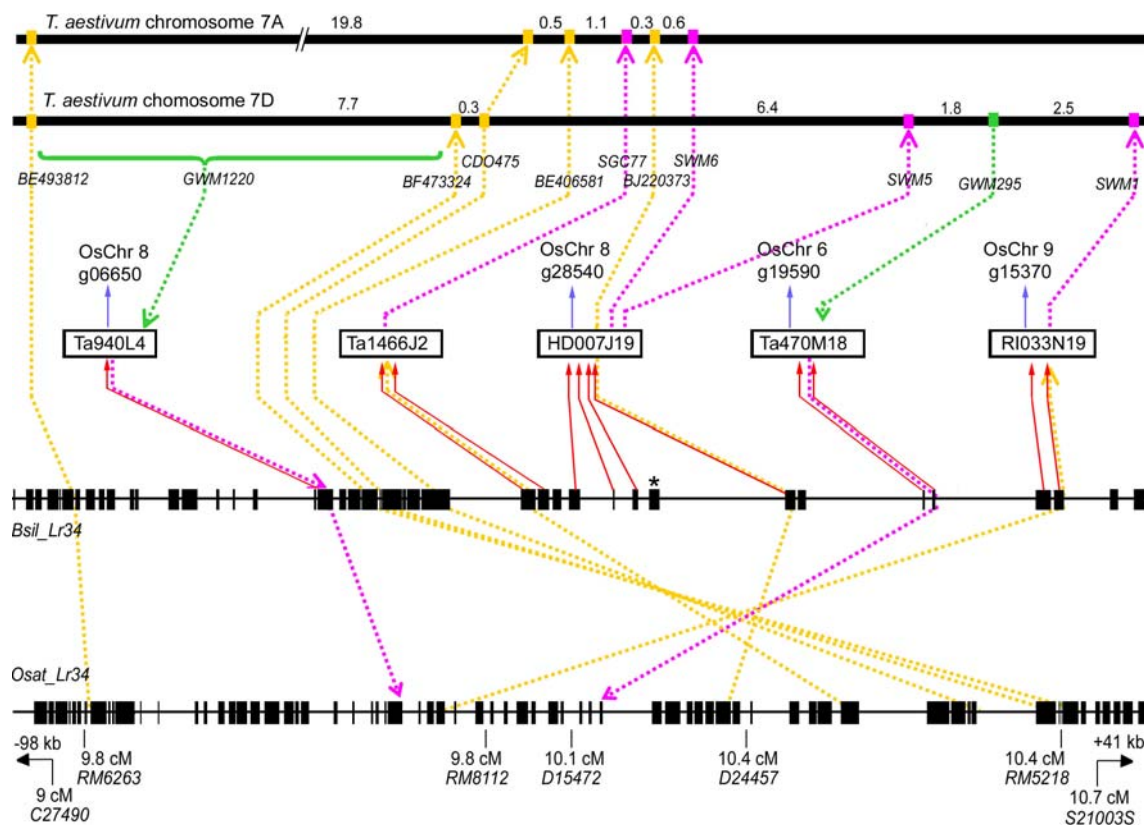 T. aestivum chromosome 7A
19.8
0.5
1.1
0.3
0.6
T. aestivum chomosome 7D
7.7
0.3
6.4
1.8
2.5
BE493812
GWM1220
BF473324
CDO475
BE406581
SGC77
BJ220373
SWM6
SWM5
GWM295
SWM1
OsChr 8
g06650
OsChr 8
g28540
OsChr 6
g19590
OsChr 9
g15370
Ta940L4
Ta1466J2
HD007J19
Ta470M18
RI033N19
*
Bsil_Lr34
Osat_Lr34
-98 kb
9 cM
C27490
9.8 cM
RM6263
9.8 cM
RM8112
10.1 cM
D15472
10.4 cM
D24457
10.4 cM
RM5218
+41 kb
10.7 cM
S21003S